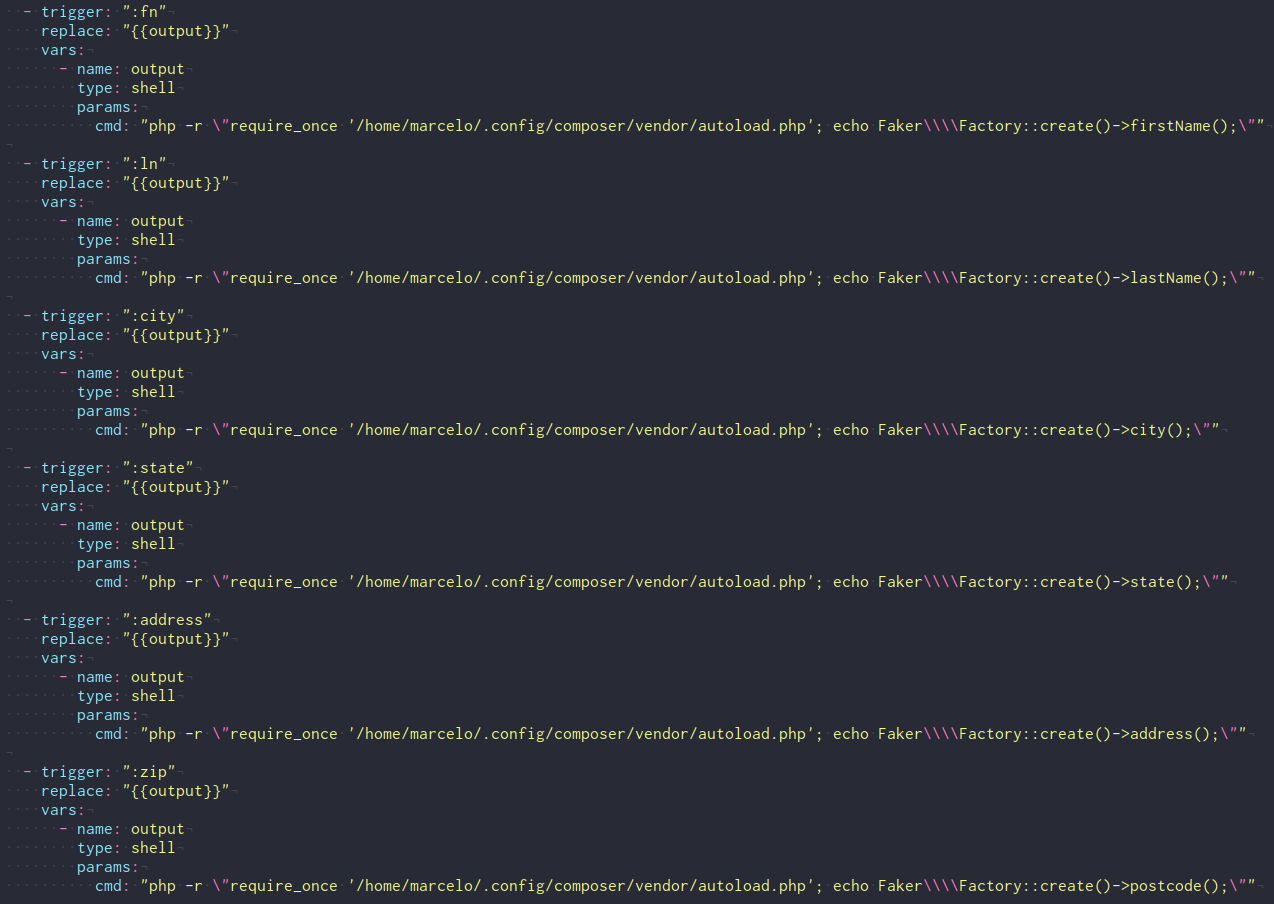 - trigger: ":fn"
    replace: "{{output}}"
    vars:
      - name: output
        type: shell
        params:
          cmd: "php -r \"require_once '/home/marcelo/.config/composer/vendor/autoload.php'; echo Faker\\\\Factory::create()->firstName();\""

  - trigger: ":ln"
    replace: "{{output}}"
    vars:
      - name: output
        type: shell
        params:
          cmd: "php -r \"require_once '/home/marcelo/.config/composer/vendor/autoload.php'; echo Faker\\\\Factory::create()->lastName();\""

  - trigger: ":city"
    replace: "{{output}}"
    vars:
      - name: output
        type: shell
        params:
          cmd: "php -r \"require_once '/home/marcelo/.config/composer/vendor/autoload.php'; echo Faker\\\\Factory::create()->city();\""

  - trigger: ":state"
    replace: "{{output}}"
    vars:
      - name: output
        type: shell
        params:
          cmd: "php -r \"require_once '/home/marcelo/.config/composer/vendor/autoload.php'; echo Faker\\\\Factory::create()->state();\""

  - trigger: ":address"
    replace: "{{output}}"
    vars:
      - name: output
        type: shell
        params:
          cmd: "php -r \"require_once '/home/marcelo/.config/composer/vendor/autoload.php'; echo Faker\\\\Factory::create()->address();\""

  - trigger: ":zip"
    replace: "{{output}}"
    vars:
      - name: output
        type: shell
        params:
          cmd: "php -r \"require_once '/home/marcelo/.config/composer/vendor/autoload.php'; echo Faker\\\\Factory::create()->postcode();\""